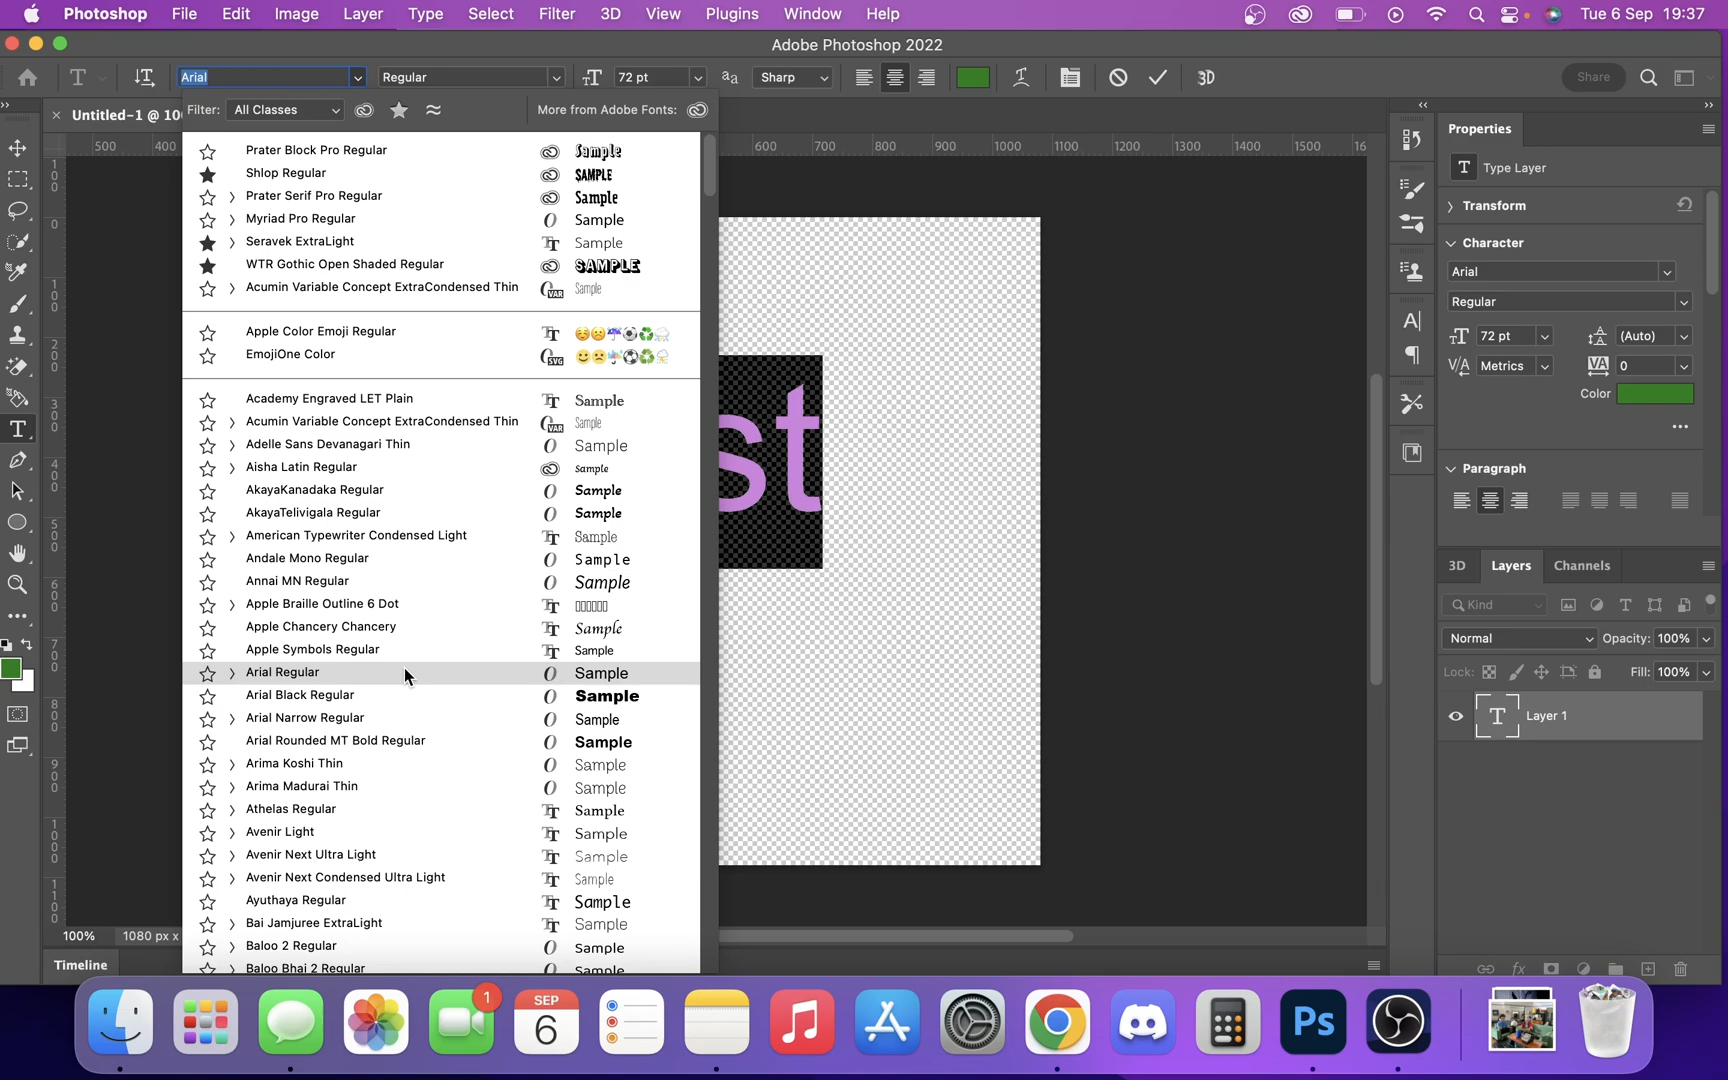 Photoshop File Edit Image Layer Type Select Filter 3D View Plugins Window Help Tue 6 Sep 19:37
Adobe Photoshop 2022
Arial Regular 72 pt Sharp 3D Share
Untitled-1 @ 10
Filter: All Classes More from Adobe Fonts:
500 400 600 700 800 900 1000 1100 1200 1300 1400 1500 16
Prater Block Pro Regular Sample
Shlop Regular SAMPLE
Prater Serif Pro Regular Sample
Myriad Pro Regular Sample
Seravek ExtraLight Sample
WTR Gothic Open Shaded Regular SAMPLE
Acumin Variable Concept ExtraCondensed Thin Sample
Apple Color Emoji Regular
EmojiOne Color
Academy Engraved LET Plain Sample
Acumin Variable Concept ExtraCondensed Thin Sample
Adelle Sans Devanagari Thin Sample
Aisha Latin Regular Sample
AkayaKanadaka Regular Sample
AkayaTelivigala Regular Sample
American Typewriter Condensed Light Sample
Andale Mono Regular Sample
Annai MN Regular Sample
Apple Braille Outline 6 Dot
Apple Chancery Chancery Sample
Apple Symbols Regular Sample
Arial Regular Sample
Arial Black Regular Sample
Arial Narrow Regular Sample
Arial Rounded MT Bold Regular Sample
Arima Koshi Thin Sample
Arima Madurai Thin Sample
Athelas Regular Sample
Avenir Light Sample
Avenir Next Ultra Light Sample
Avenir Next Condensed Ultra Light Sample
Ayuthaya Regular Sample
Bai Jamjuree ExtraLight Sample
Baloo 2 Regular Sample
Baloo Bhai 2 Regular Sample
st
100% 1080 px x
Timeline
Properties
Type Layer
Transform
Character
Arial
Regular
72 pt (Auto)
Metrics 0
Color
Paragraph
3D Layers Channels
Kind
Normal Opacity: 100%
Lock: Fill: 100%
Layer 1
fx
1
SEP
6
Ps